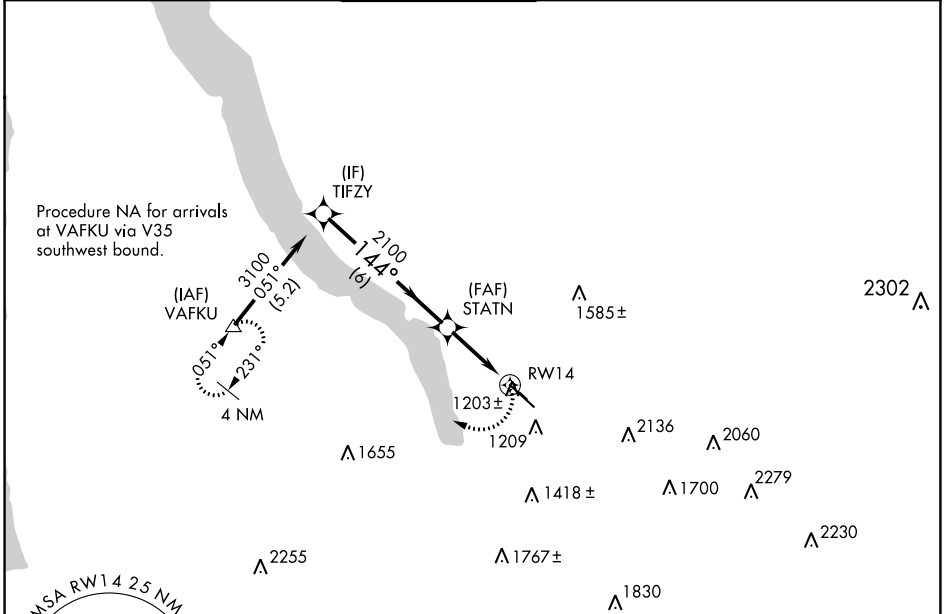 (IF)
TIFZY
Procedure NA for arrivals
at VAFKU via V35
southwest bound.
2100
144°
(6)
3100
051°
(5.2)
(IAF)
VAFKU
(FAF)
STATN
1585±
2302
051°
231°
4 NM
RW14
1203±
1209
2136
2060
1655
1418±
1700
2279
2230
2255
1767±
1830
MSA RW14 25 NM